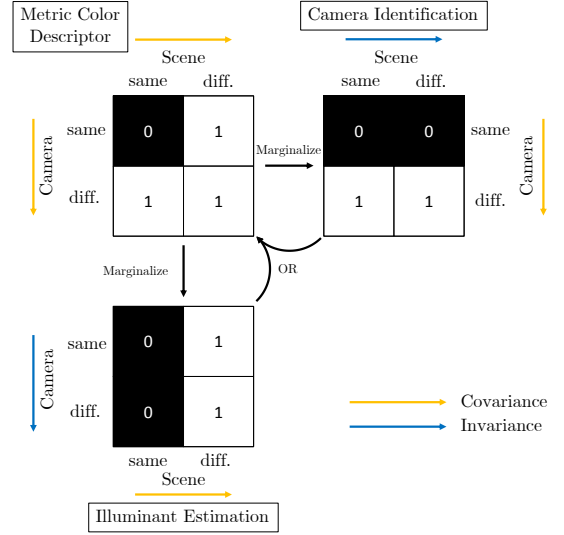 Metric Color
Descriptor
Camera Identification
Scene
same diff.
Scene
same diff.
Camera
same
0 1
Marginalize
0 0
same
Camera
diff.
1 1
1 1
diff.
Marginalize
OR
Camera
same
0 1
diff.
0 1
same diff.
Scene
Illuminant Estimation
Covariance
Invariance